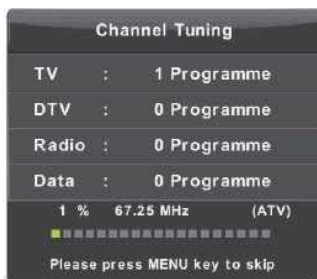 Channel Tuning
TV : 1 Programme
DTV : 0 Programme
Radio : 0 Programme
Data : 0 Programme
1 % 67.25 MHz (ATV)
Please press MENU key to skip